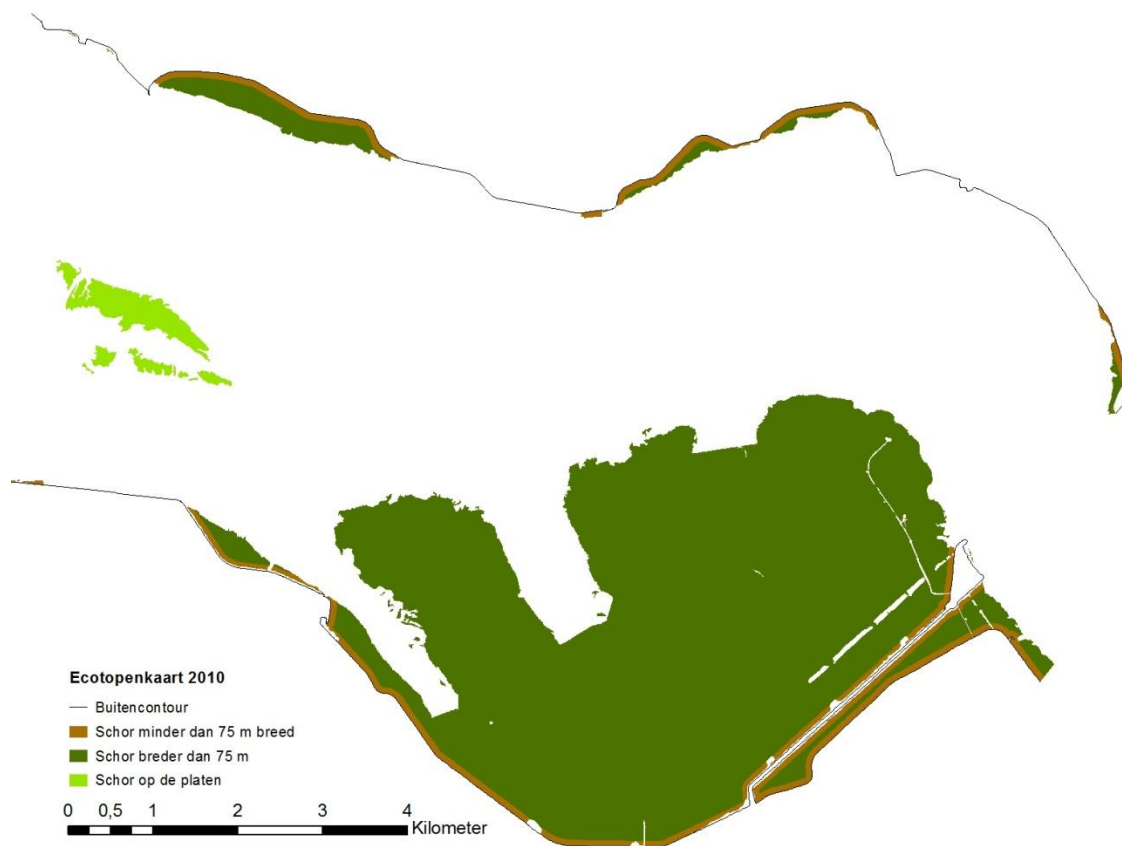 Ecotopenkaart 2010
Buitencontour
Schor minder dan 75 m breed
Schor breder dan 75 m
Schor op de platen
0 0,5 1 2 3 4
Kilometer